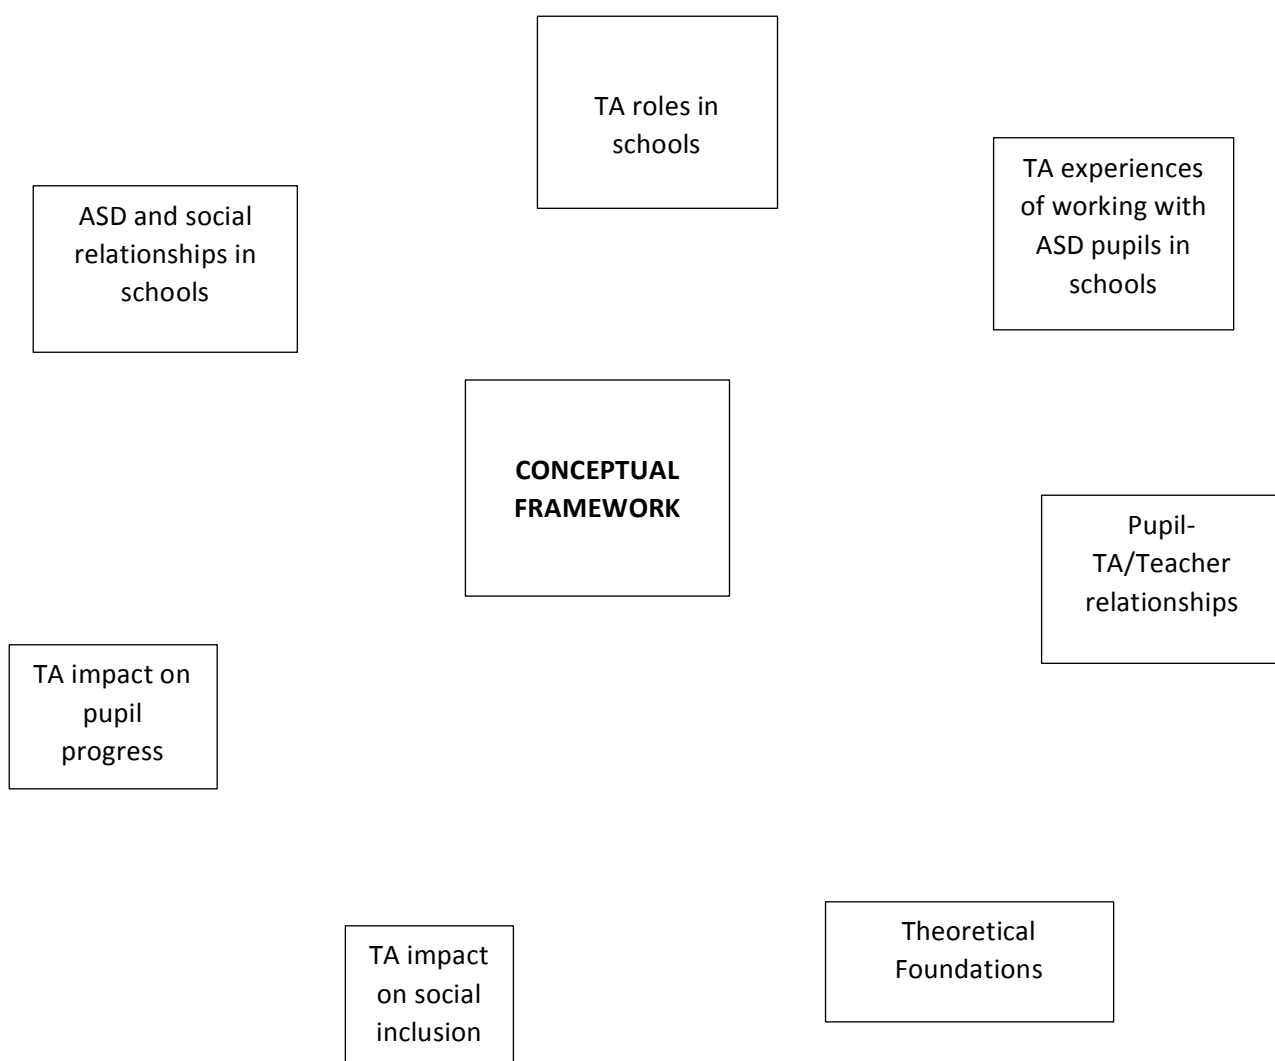 TA roles in
schools
TA experiences
of working with
ASD pupils in
schools
ASD and social
relationships in
schools
CONCEPTUAL
FRAMEWORK
Pupil-
TA/Teacher
relationships
TA impact on
pupil
progress
Theoretical
Foundations
TA impact
on social
inclusion